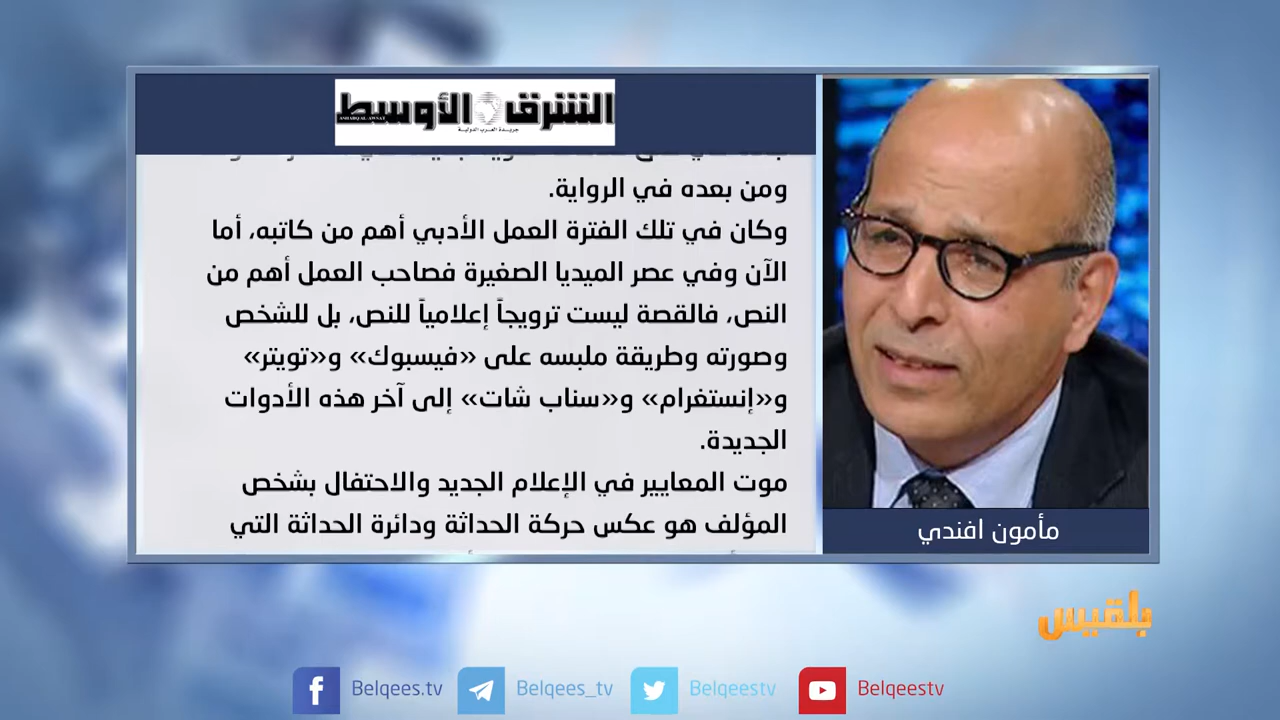 الشرق الأوسط
ASHARQ AL-AWSAT
جريدة العرب الدولية
ومن بعده في الرواية.
وكان في تلك الفترة العمل الأدبي أهم من كاتبه، أما
الآن وفي عصر الميديا الصغيرة فصاحب العمل أهم من
النص، فالقصة ليست ترويجاً إعلامياً للنص، بل للشخص
وصورته وطريقة ملبسه على «فيسبوك» و«تويتر»
و«إنستغرام» و«سناب شات» إلى آخر هذه الأدوات
الجديدة.
موت المعايير في الإعلام الجديد والاحتفال بشخص
المؤلف هو عكس حركة الحداثة ودائرة الحداثة التي
مأمون افندي
بلقيس
Belqees.tv
Belqees_tv
Belqeestv
Belqeestv